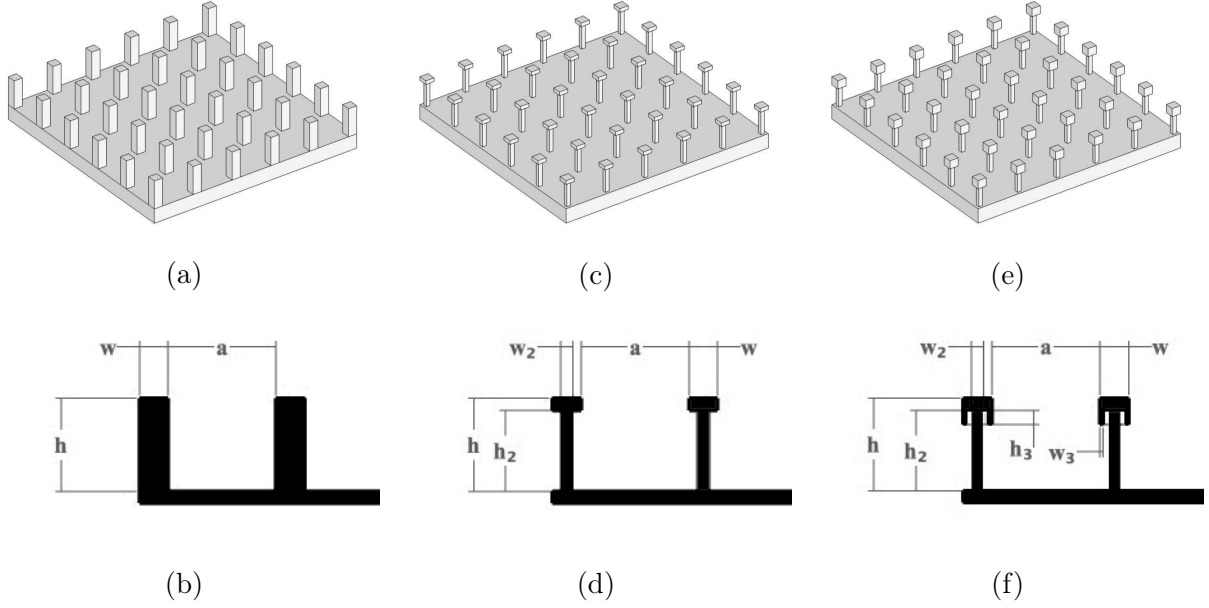 (a) (c) (e)
w a w₂ a w w₂ a w
h h h₂ h h₂ h₃ w₃
(b) (d) (f)